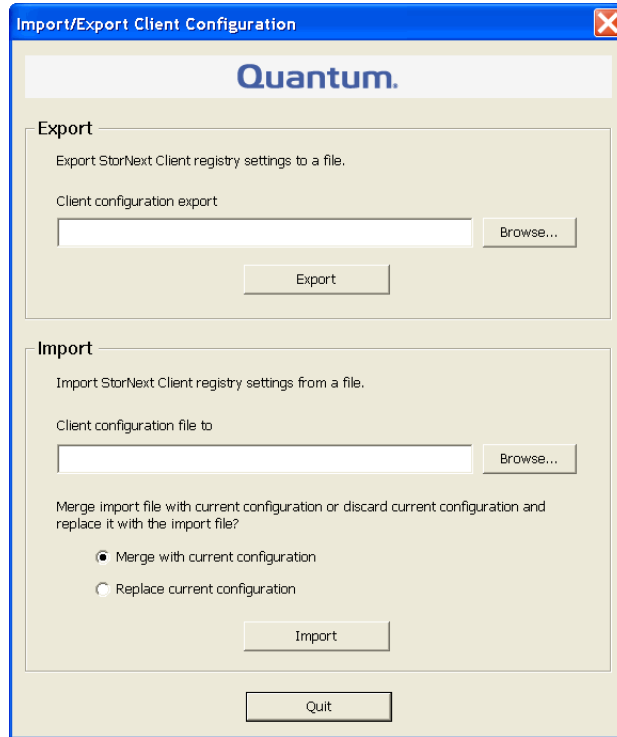 Import/Export Client Configuration
Quantum.
Export
Export StorNext Client registry settings to a file.
Client configuration export
Browse...
Export
Import
Import StorNext Client registry settings from a file.
Client configuration file to
Browse...
Merge import file with current configuration or discard current configuration and
replace it with the import file?
Merge with current configuration
Replace current configuration
Import
Quit